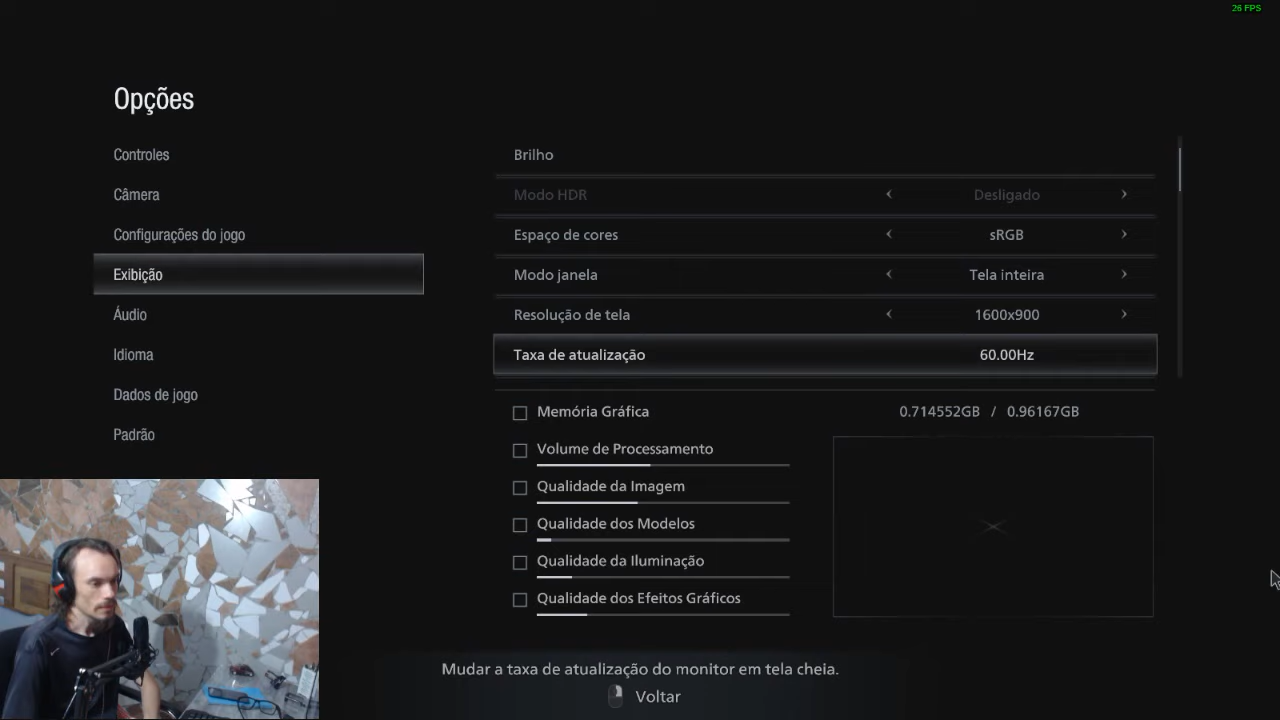 26 FPS
Opções
Controles
Câmera
Configurações do jogo
Exibição
Áudio
Idioma
Dados de jogo
Padrão
Brilho
Modo HDR Desligado
Espaço de cores sRGB
Modo janela Tela inteira
Resolução de tela 1600x900
Taxa de atualização 60.00Hz
Memória Gráfica 0.714552GB / 0.96167GB
Volume de Processamento
Qualidade da Imagem
Qualidade dos Modelos
Qualidade da Iluminação
Qualidade dos Efeitos Gráficos
Mudar a taxa de atualização do monitor em tela cheia.
Voltar